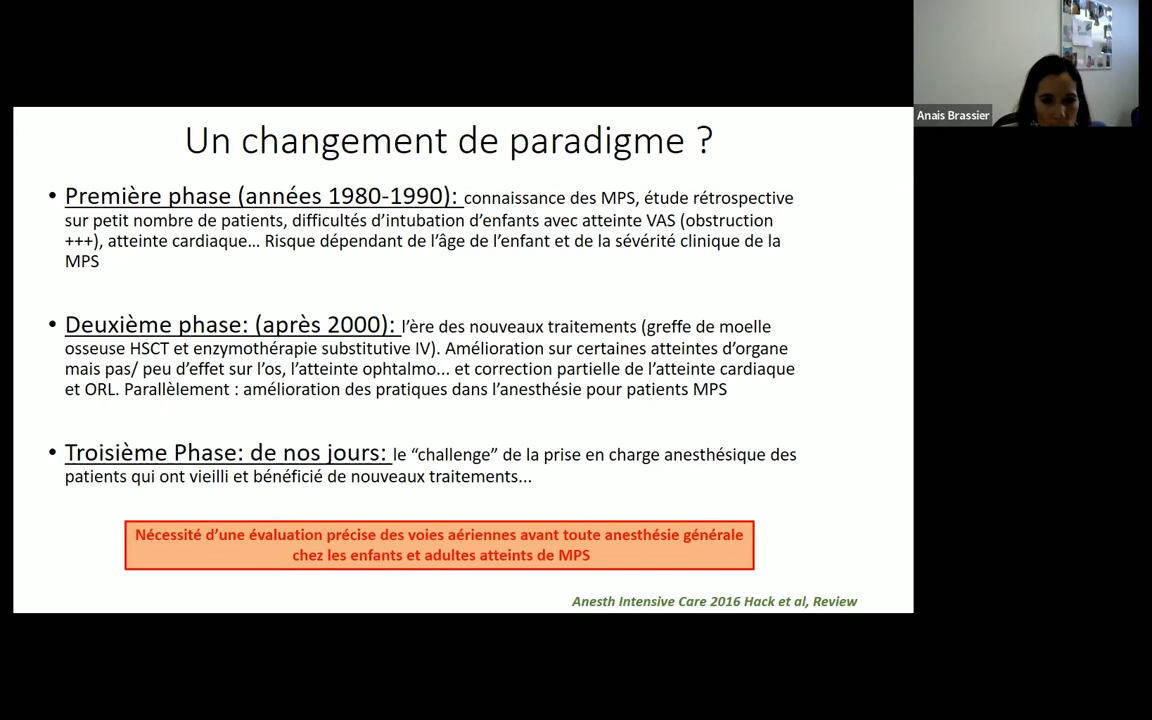 Anais Brassier
Un changement de paradigme ?
• Première phase (années 1980-1990): connaissance des MPS, étude rétrospective
sur petit nombre de patients, difficultés d'intubation d'enfants avec atteinte VAS (obstruction
+++), atteinte cardiaque... Risque dépendant de l'âge de l'enfant et de la sévérité clinique de la
MPS
• Deuxième phase: (après 2000): l'ère des nouveaux traitements (greffe de moelle
osseuse HSCT et enzymothérapie substitutive IV). Amélioration sur certaines atteintes d'organe
mais pas/ peu d'effet sur l'os, l'atteinte ophtalmo... et correction partielle de l'atteinte cardiaque
et ORL. Parallèlement : amélioration des pratiques dans l'anesthésie pour patients MPS
• Troisième Phase: de nos jours: le "challenge" de la prise en charge anesthésique des
patients qui ont vieilli et bénéficié de nouveaux traitements...
Nécessité d'une évaluation précise des voies aériennes avant toute anesthésie générale
chez les enfants et adultes atteints de MPS
Anesth Intensive Care 2016 Hack et al, Review